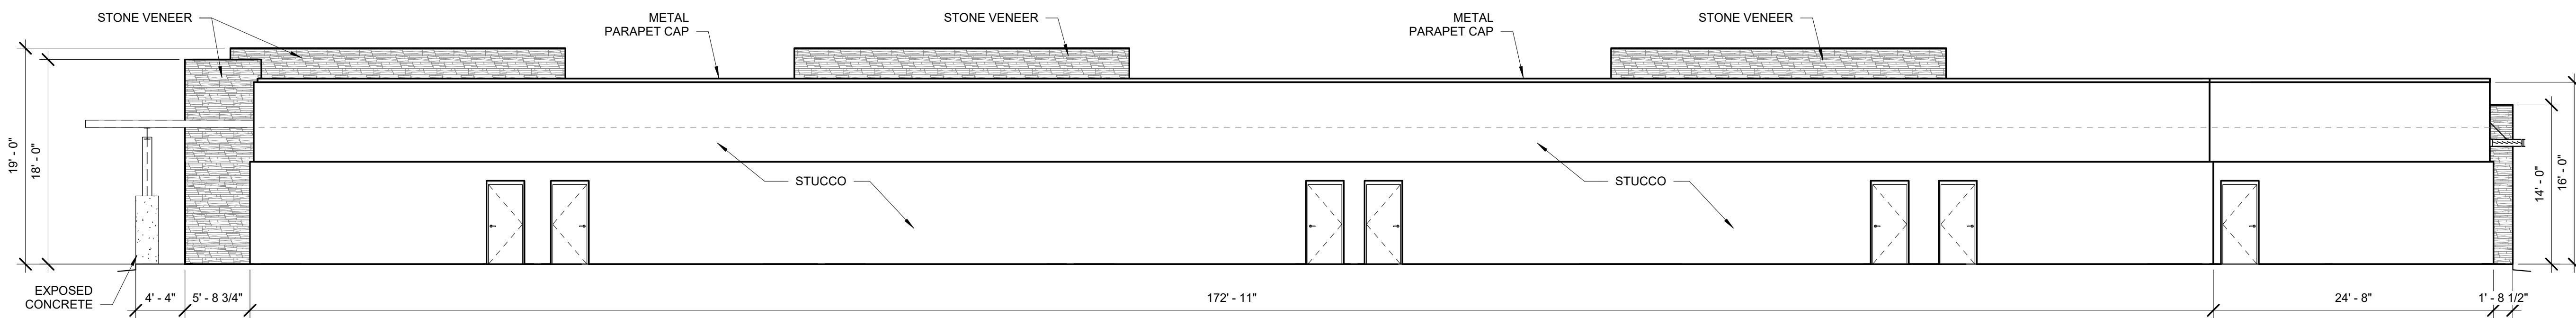 STONE VENEER
METAL
PARAPET CAP
STONE VENEER
METAL
PARAPET CAP
STONE VENEER
19' - 0"
18' - 0"
STUCCO
STUCCO
14' - 0"
16' - 0"
EXPOSED
CONCRETE
4' - 4"
5' - 8 3/4"
172' - 11"
24' - 8"
1' - 8 1/2"